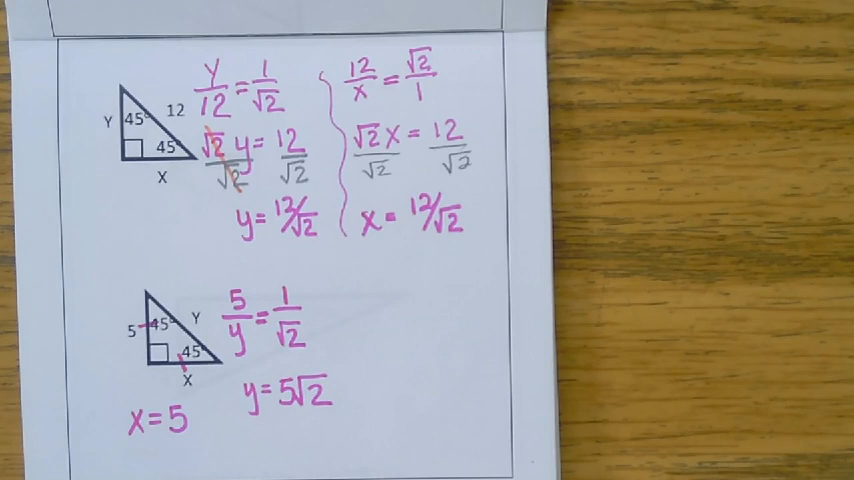 Y/12 = 1/√2
12/x = √2/1
Y 45° 12
45°
X
√2 y = 12
√2 √2
√2 x = 12
√2 √2
y = 12/√2
x = 12/√2
5 45° Y
45°
X
5/y = 1/√2
y = 5√2
x = 5